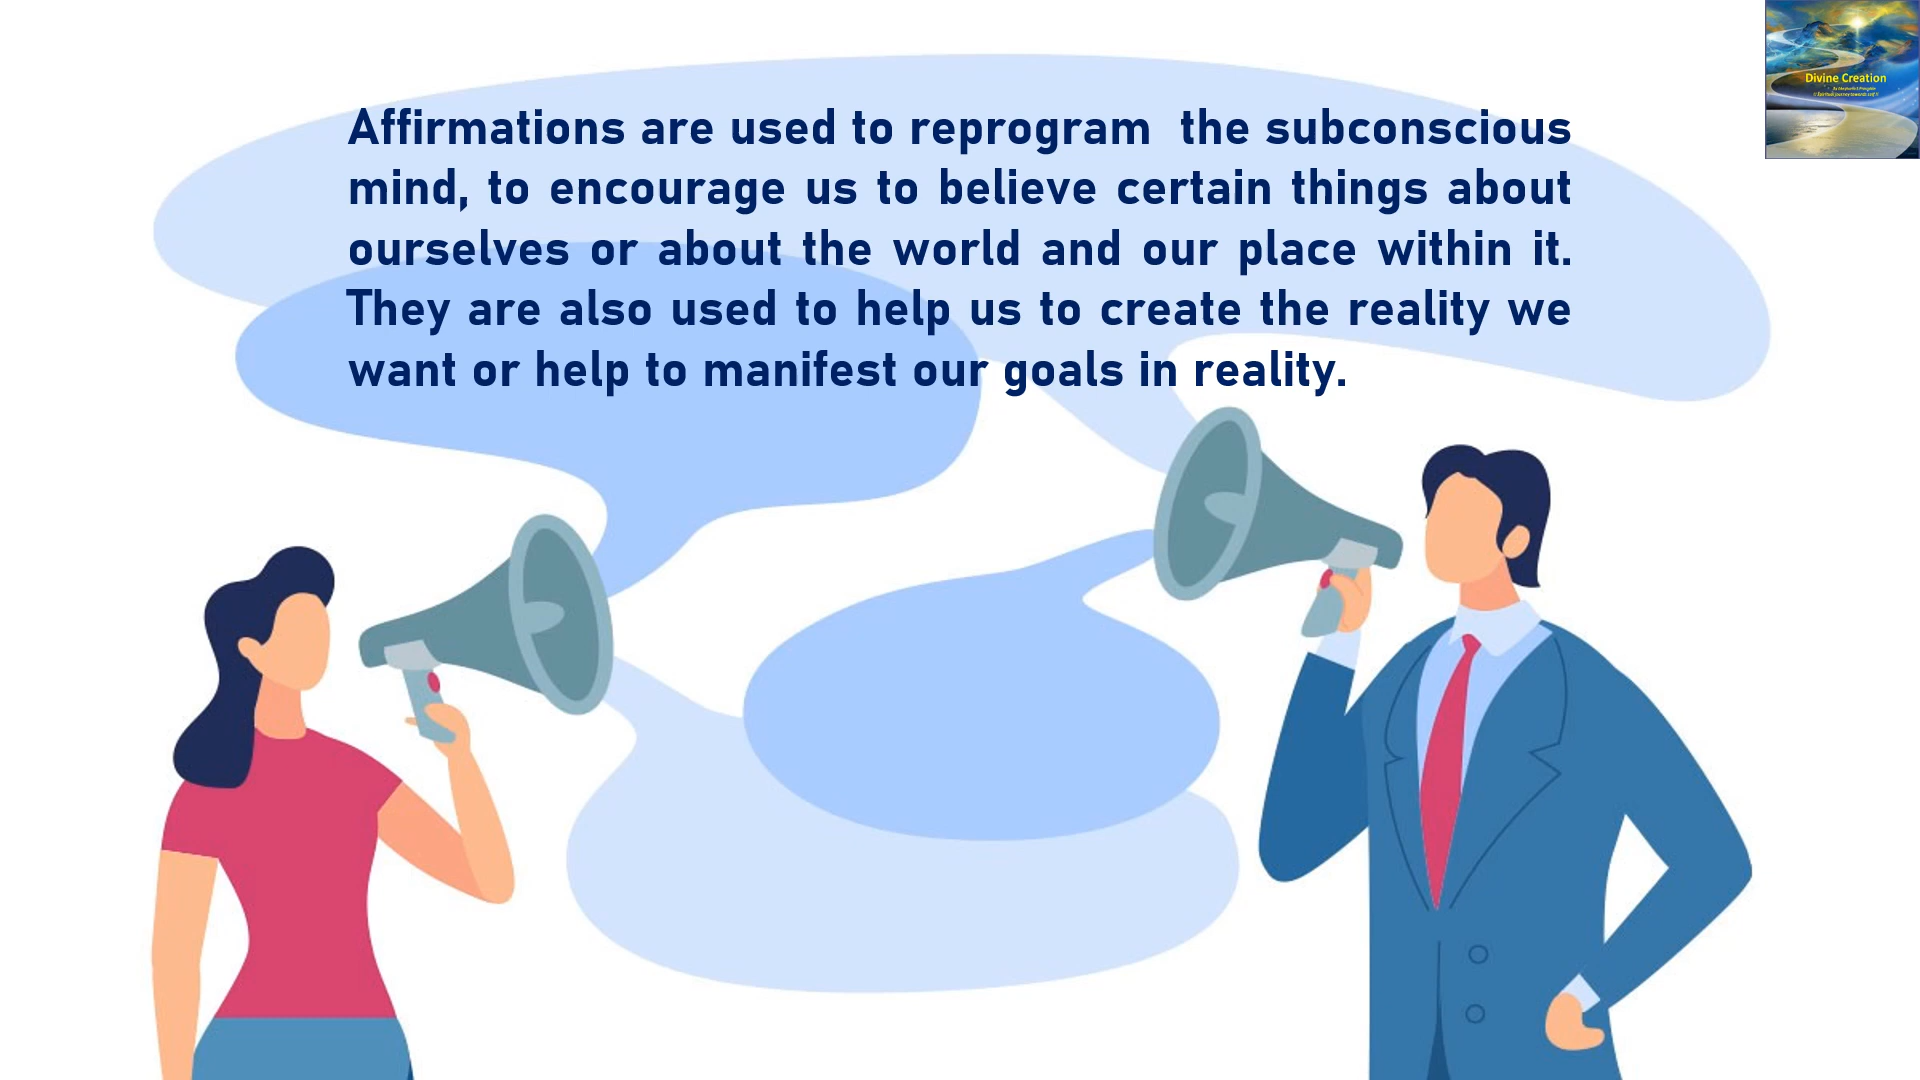 Affirmations are used to reprogram  the subconscious
mind, to encourage us to believe certain things about
ourselves or about the world and our place within it.
They are also used to help us to create the reality we
want or help to manifest our goals in reality.
Divine Creation